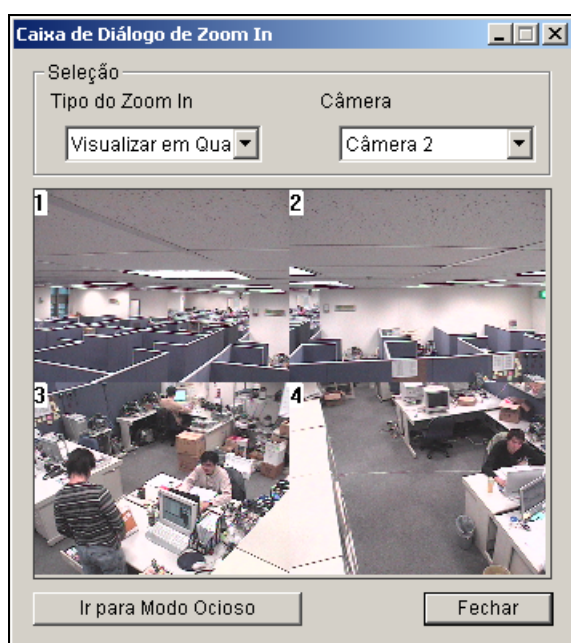 Caixa de Diálogo de Zoom In
Seleção
Tipo do Zoom In Câmera
Visualizar em Qua Câmera 2
1 2
3 4
Ir para Modo Ocioso Fechar